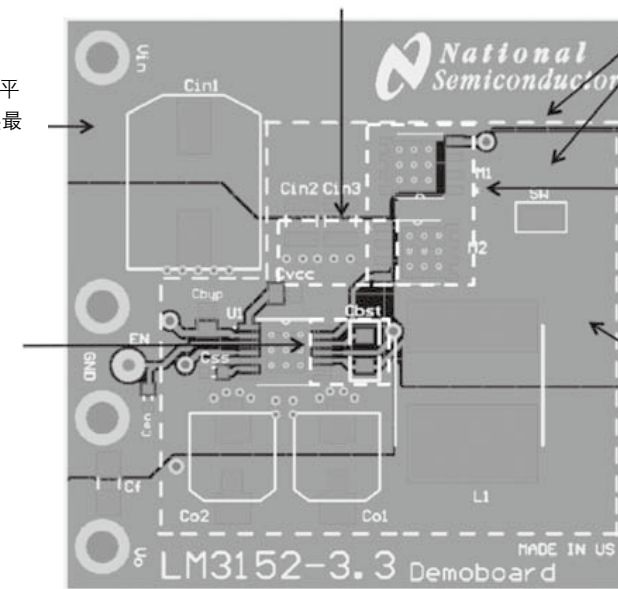 平
最
Vin
National
Semiconductor
Cin1
M1
Cin2 Cin3
SW
M2
Cvcc
Cbyp
U1
Cbst
EN
Css
GND
Cen
Cf
L1
Co2
Co1
Vo
MADE IN US
LM3152-3.3 Demoboard